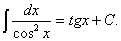 ∫ dx / cos² x = tgx + C.